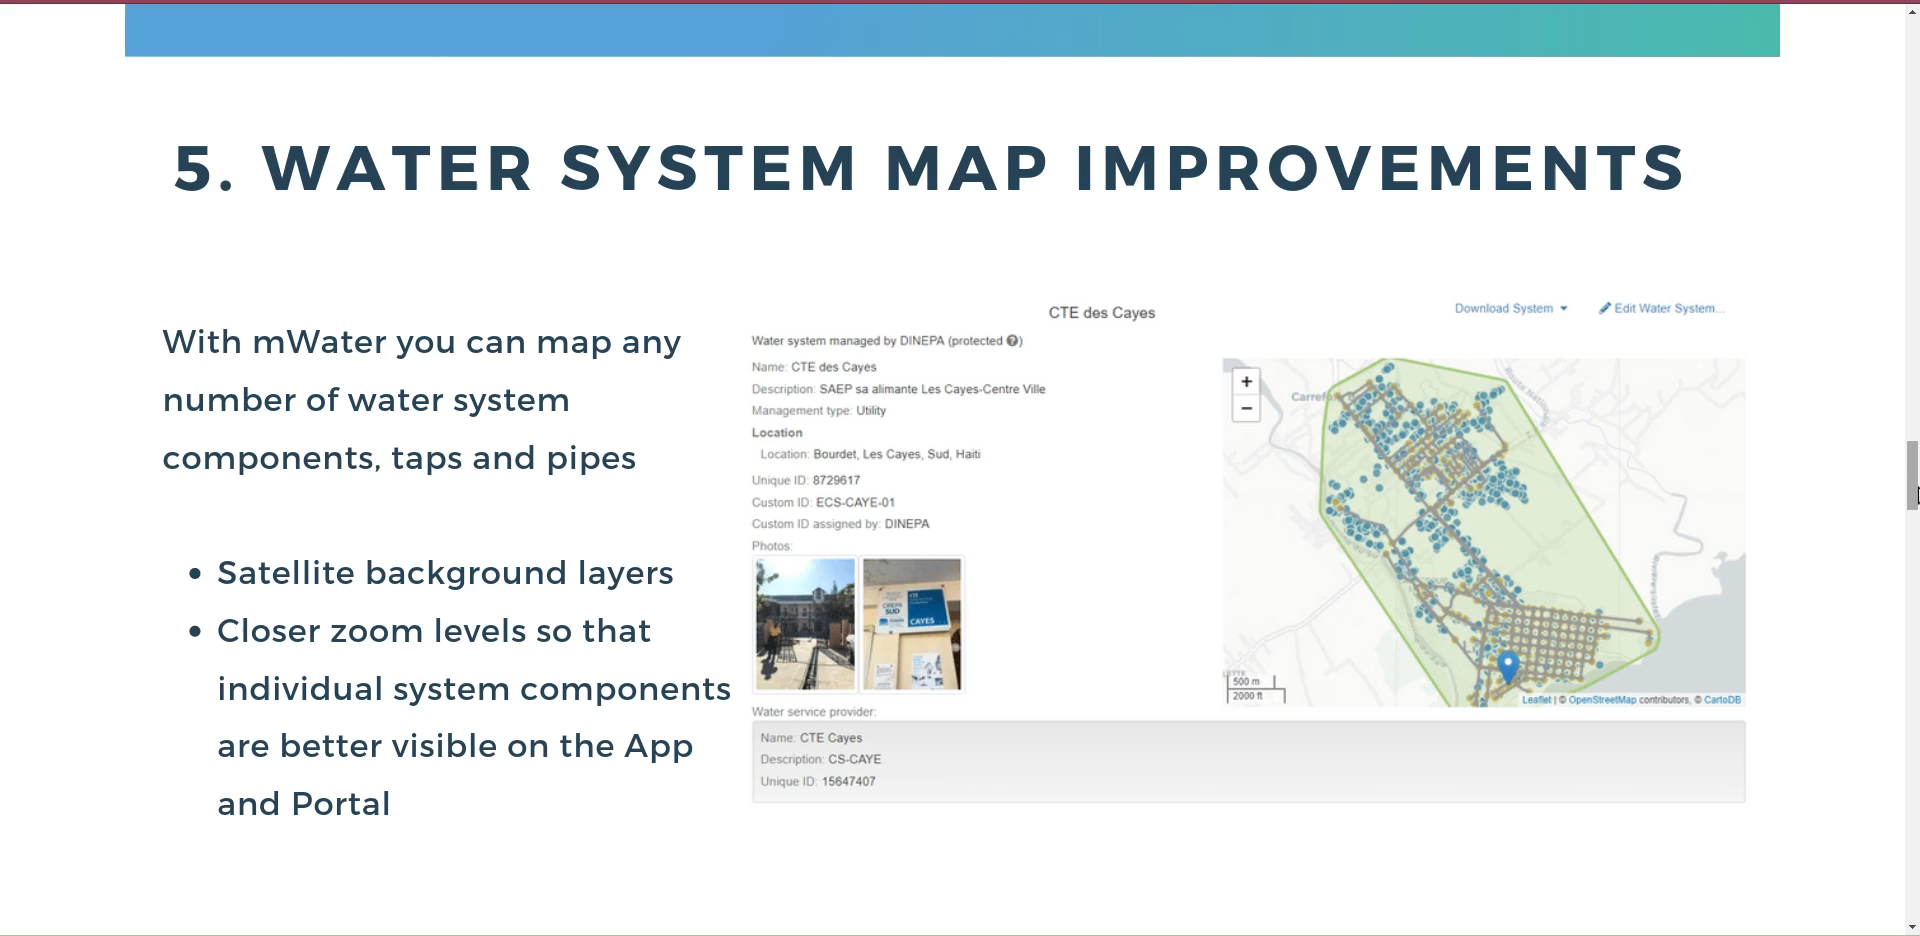 5. WATER SYSTEM MAP IMPROVEMENTS
With mWater you can map any
number of water system
components, taps and pipes
• Satellite background layers
• Closer zoom levels so that
individual system components
are better visible on the App
and Portal
CTE des Cayes
Download System
Edit Water System...
Water system managed by DINEPA (protected ?)
Name: CTE des Cayes
Description: SAEP sa alimante Les Cayes-Centre Ville
Management type: Utility
Location
Location: Bourdet, Les Cayes, Sud, Haiti
Unique ID: 8729617
Custom ID: ECS-CAYE-01
Custom ID assigned by: DINEPA
Photos:
OREPA
SUD
CTE
CAYES
+
−
500 m
2000 ft
Leaflet | © OpenStreetMap contributors, © CartoDB
Water service provider:
Name: CTE Cayes
Description: CS-CAYE
Unique ID: 15647407